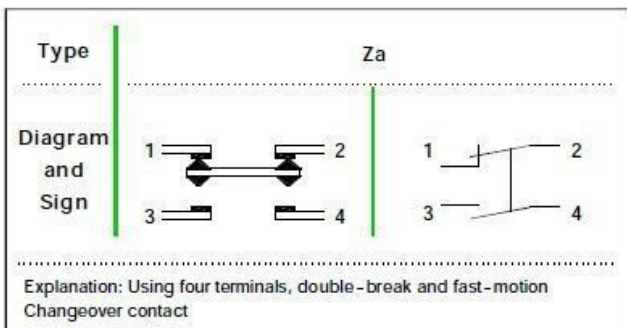 Type
Za
Diagram
and
Sign
1 2
3 4
1 2
3 4
Explanation: Using four terminals, double-break and fast-motion
Changeover contact